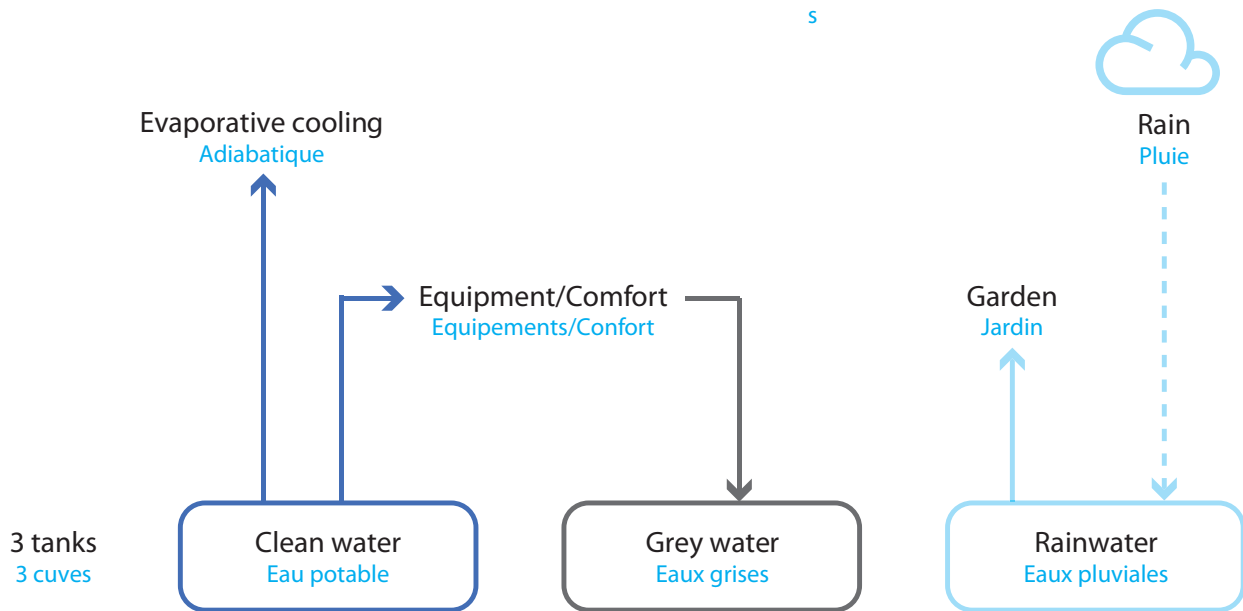 s
Evaporative cooling
Adiabatique
Rain
Pluie
Equipment/Comfort
Equipements/Confort
Garden
Jardin
3 tanks
3 cuves
Clean water
Eau potable
Grey water
Eaux grises
Rainwater
Eaux pluviales